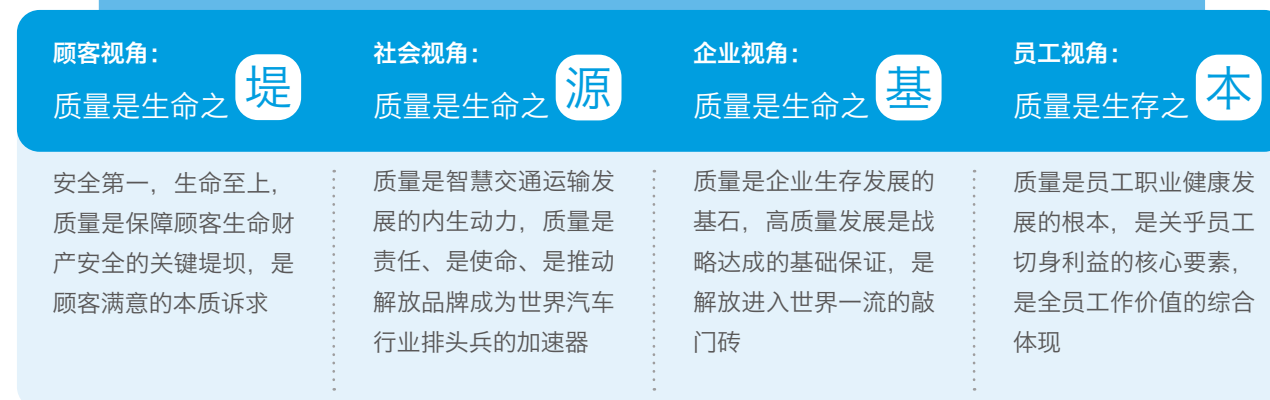 顾客视角：
质量是生命之 堤
安全第一，生命至上，
质量是保障顾客生命财
产安全的关键堤坝，是
顾客满意的本质诉求
社会视角：
质量是生命之 源
质量是智慧交通运输发
展的内生动力，质量是
责任、是使命、是推动
解放品牌成为世界汽车
行业排头兵的加速器
企业视角：
质量是生命之 基
质量是企业生存发展的
基石，高质量发展是战
略达成的基础保证，是
解放进入世界一流的敲
门砖
员工视角：
质量是生存之 本
质量是员工职业健康发
展的根本，是关乎员工
切身利益的核心要素，
是全员工作价值的综合
体现